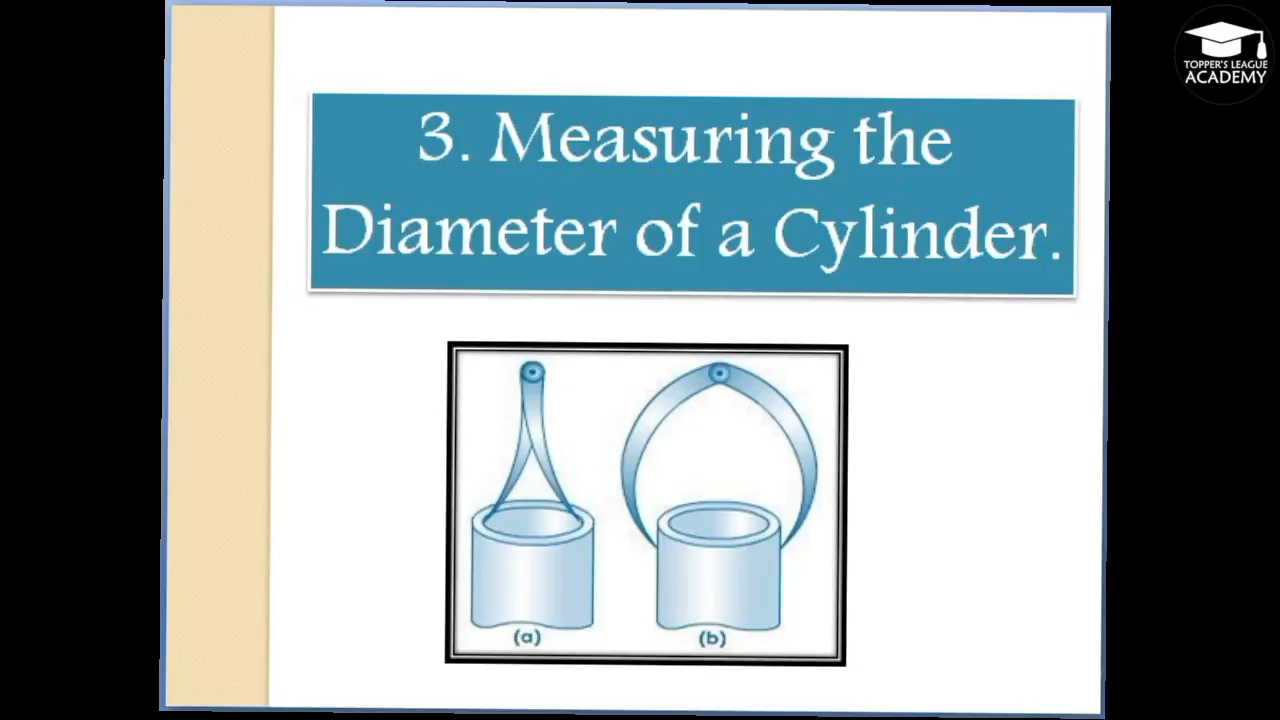 TOPPER'S LEAGUE
ACADEMY
3. Measuring the
Diameter of a Cylinder.
(a)
(b)